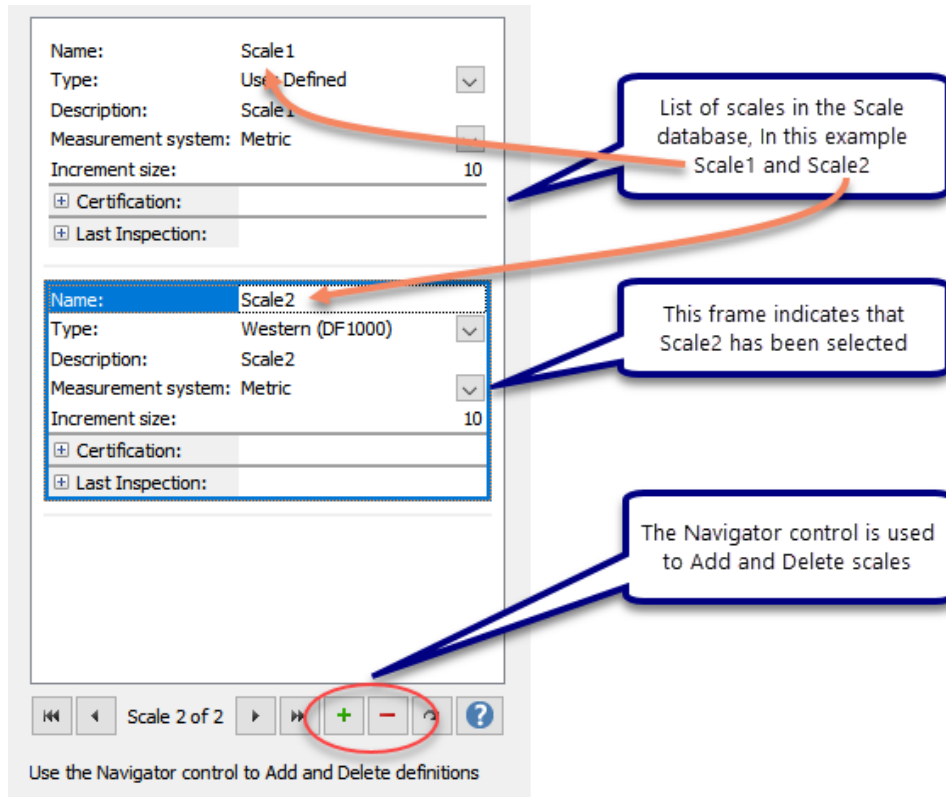 Name: Scale1
Type: User Defined
Description: Scale1
Measurement system: Metric
Increment size: 10
Certification:
Last Inspection:
Name: Scale2
Type: Western (DF1000)
Description: Scale2
Measurement system: Metric
Increment size: 10
Certification:
Last Inspection:
Scale 2 of 2
Use the Navigator control to Add and Delete definitions
List of scales in the Scale
database, In this example
Scale1 and Scale2
This frame indicates that
Scale2 has been selected
The Navigator control is used
to Add and Delete scales